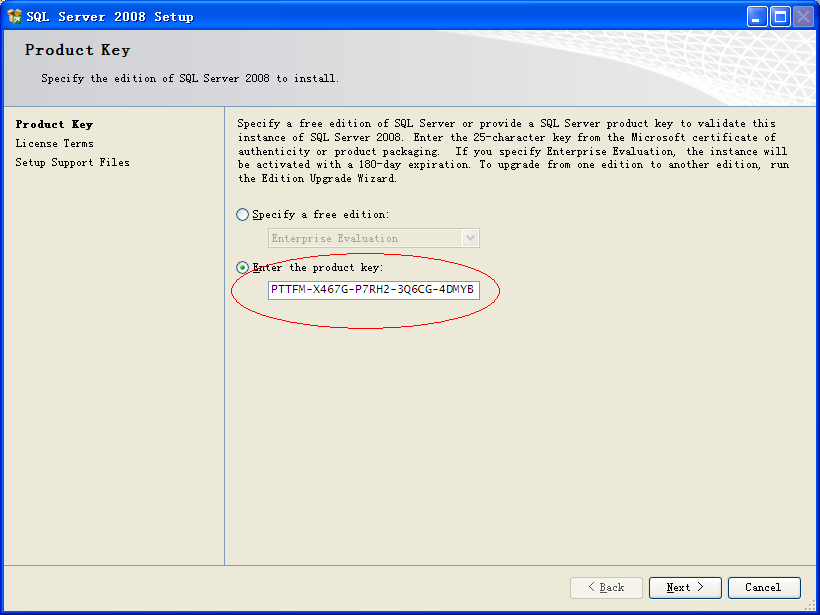 SQL Server 2008 Setup
Product Key
Specify the edition of SQL Server 2008 to install.
Product Key
License Terms
Setup Support Files
Specify a free edition of SQL Server or provide a SQL Server product key to validate this
instance of SQL Server 2008. Enter the 25-character key from the Microsoft certificate of
authenticity or product packaging. If you specify Enterprise Evaluation, the instance will
be activated with a 180-day expiration. To upgrade from one edition to another edition, run
the Edition Upgrade Wizard.
Specify a free edition:
Enterprise Evaluation
Enter the product key:
PTTFM-X467G-P7RH2-3Q6CG-4DMYB
< Back
Next >
Cancel